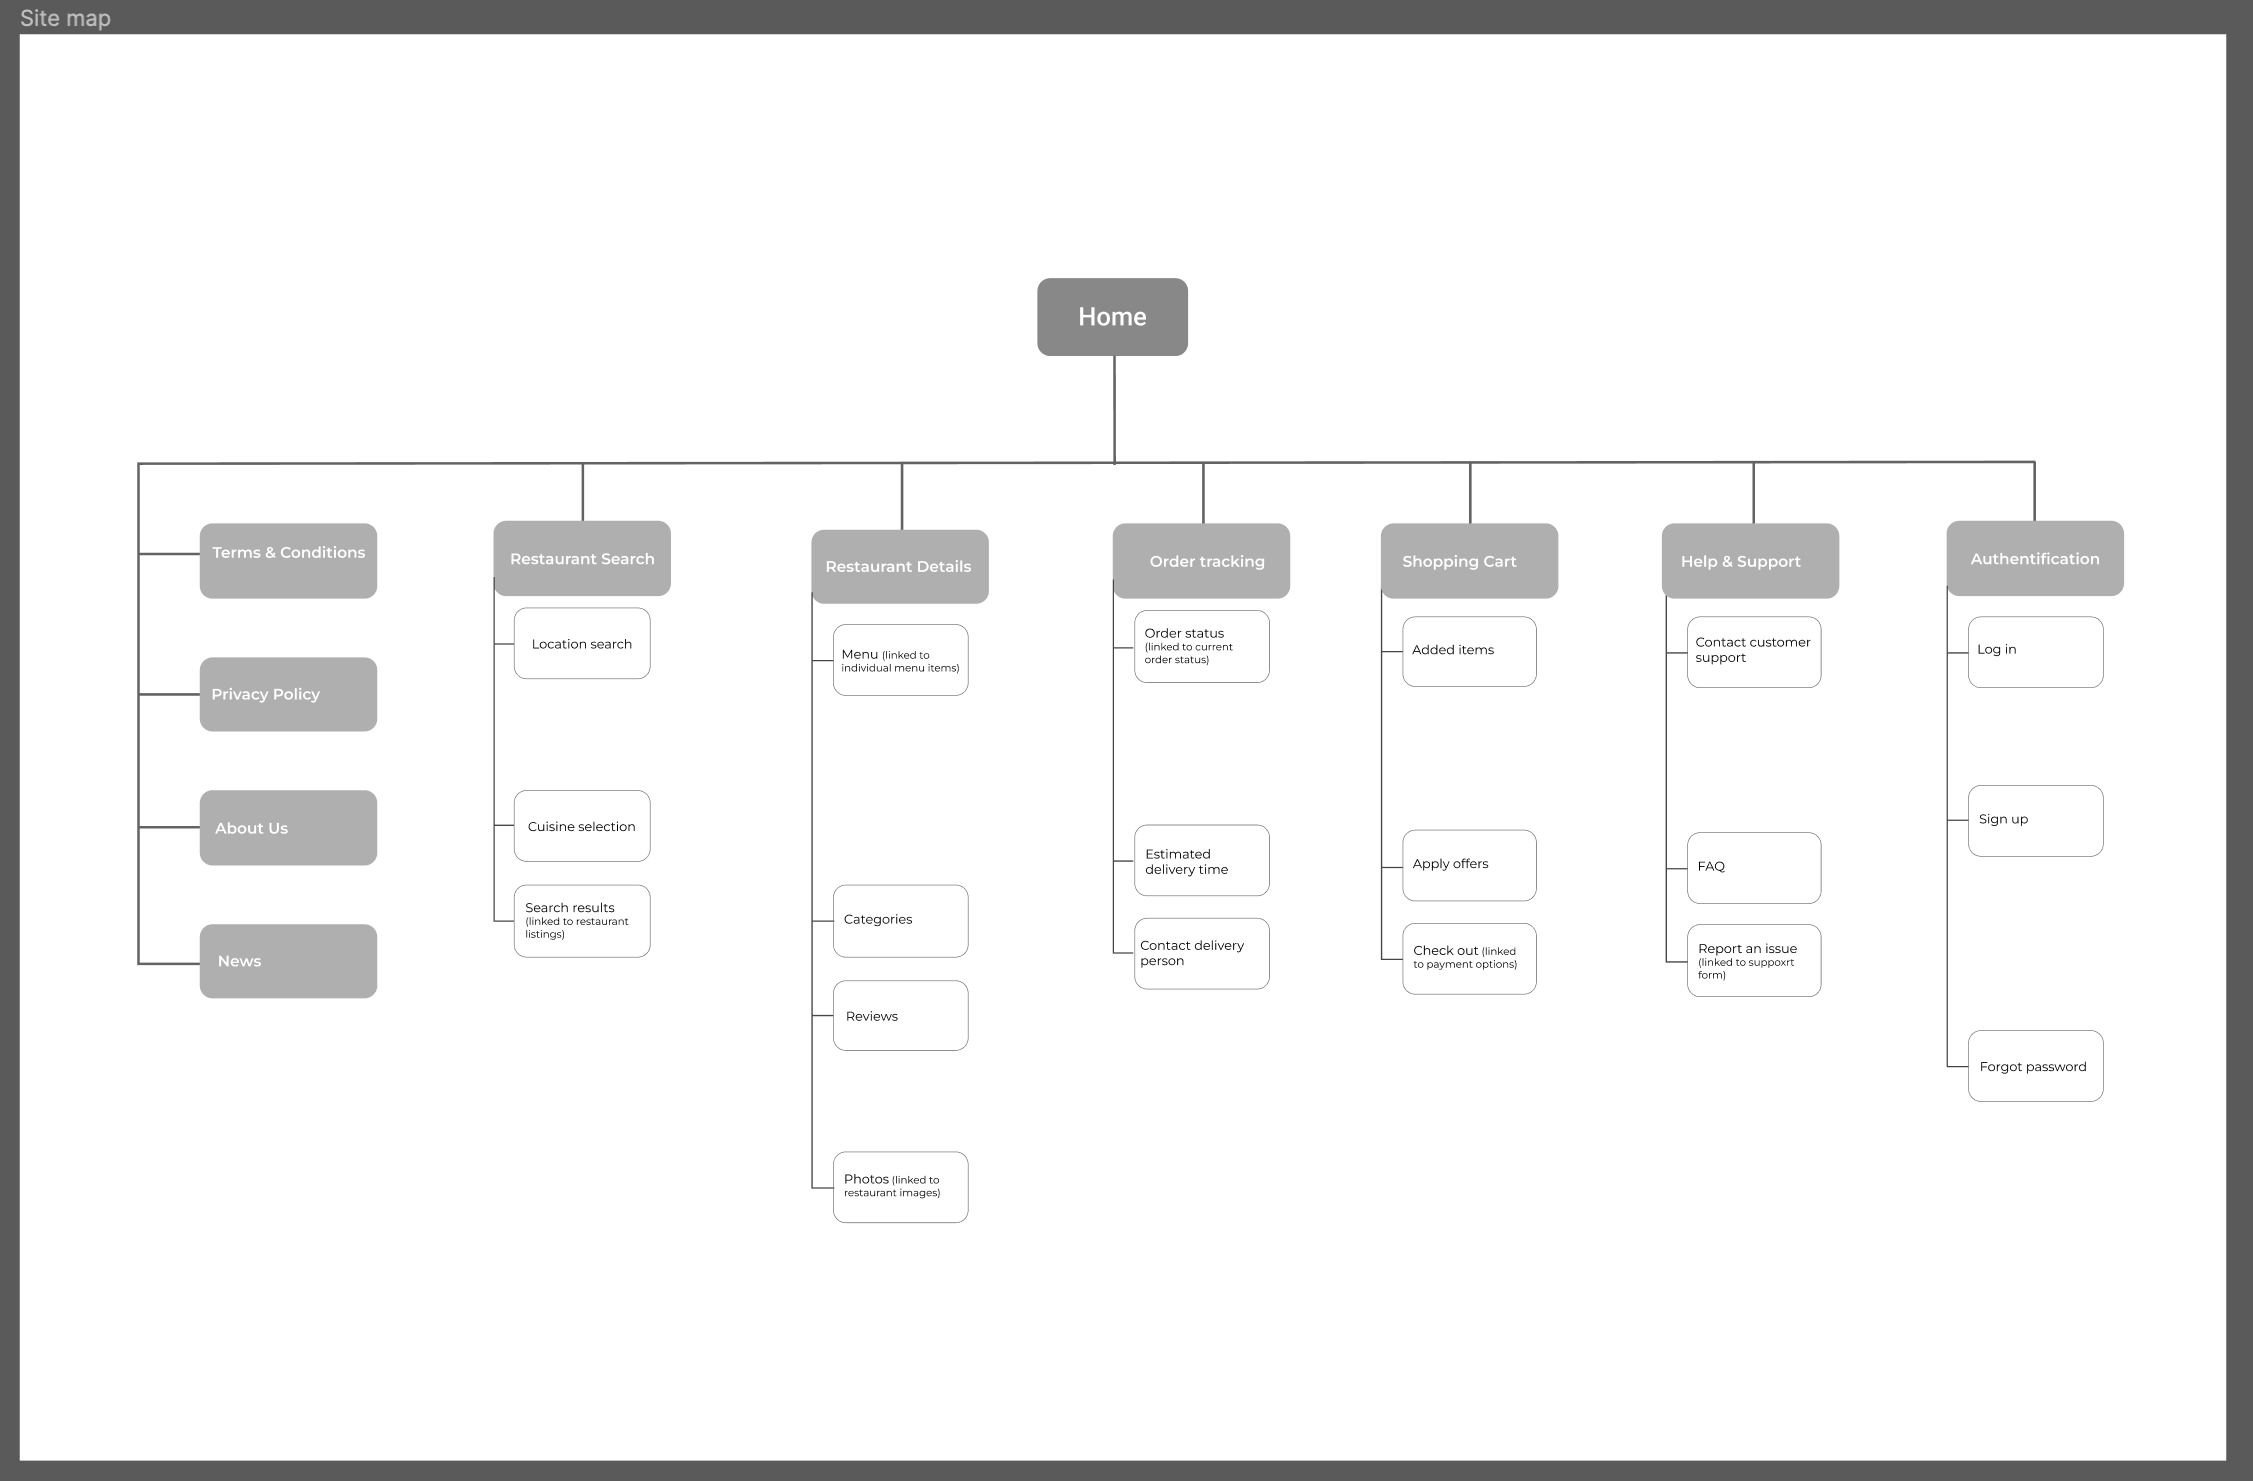 Site map
Home
Terms & Conditions
Privacy Policy
About Us
News
Restaurant Search
Location search
Cuisine selection
Search results
(linked to restaurant
listings)
Restaurant Details
Menu (linked to
individual menu items)
Categories
Reviews
Photos (linked to
restaurant images)
Order tracking
Order status
(linked to current
order status)
Estimated
delivery time
Contact delivery
person
Shopping Cart
Added items
Apply offers
Check out (linked
to payment options)
Help & Support
Contact customer
support
FAQ
Report an issue
(linked to suppoxrt
form)
Authentification
Log in
Sign up
Forgot password